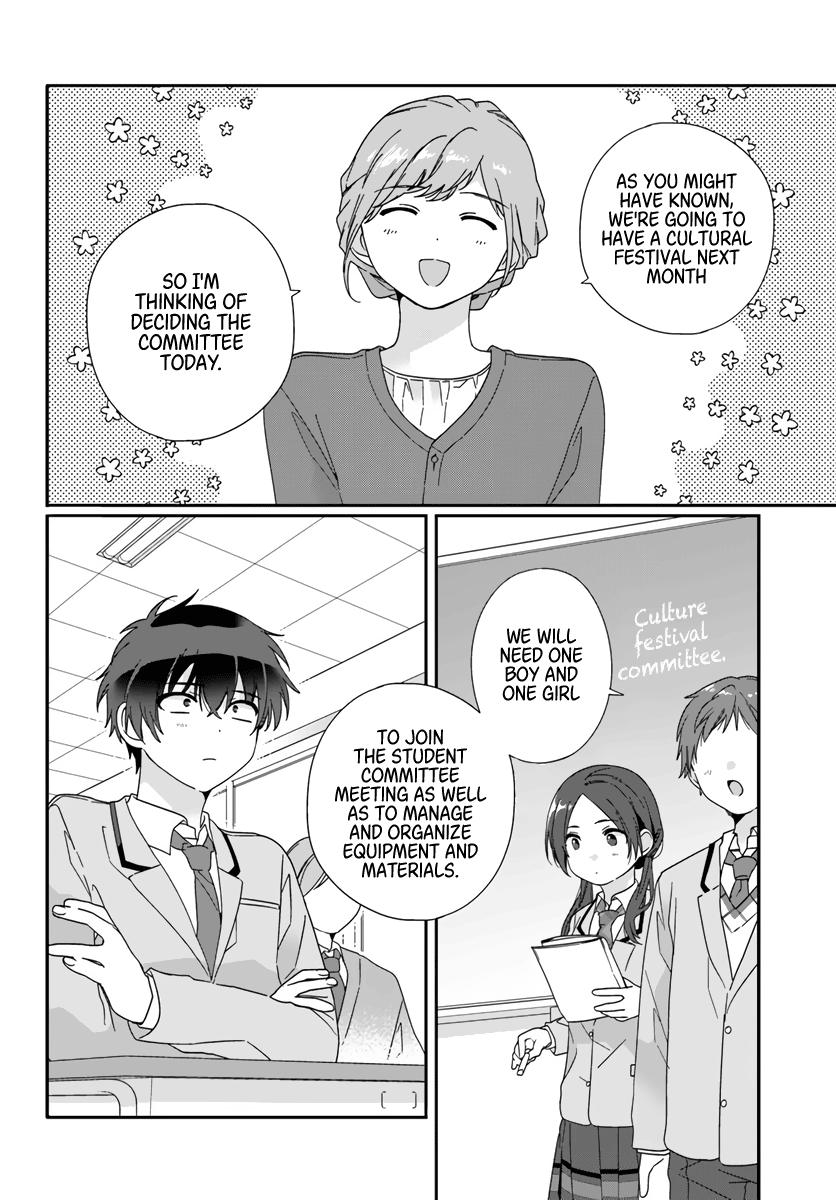 AS YOU MIGHT
HAVE KNOWN,
WE'RE GOING TO
HAVE A CULTURAL
FESTIVAL NEXT
MONTH
SO I'M
THINKING OF
DECIDING THE
COMMITTEE
TODAY.
Culture
festival
committee.
WE WILL
NEED ONE
BOY AND
ONE GIRL
TO JOIN
THE STUDENT
COMMITTEE
MEETING AS WELL
AS TO MANAGE
AND ORGANIZE
EQUIPMENT AND
MATERIALS.